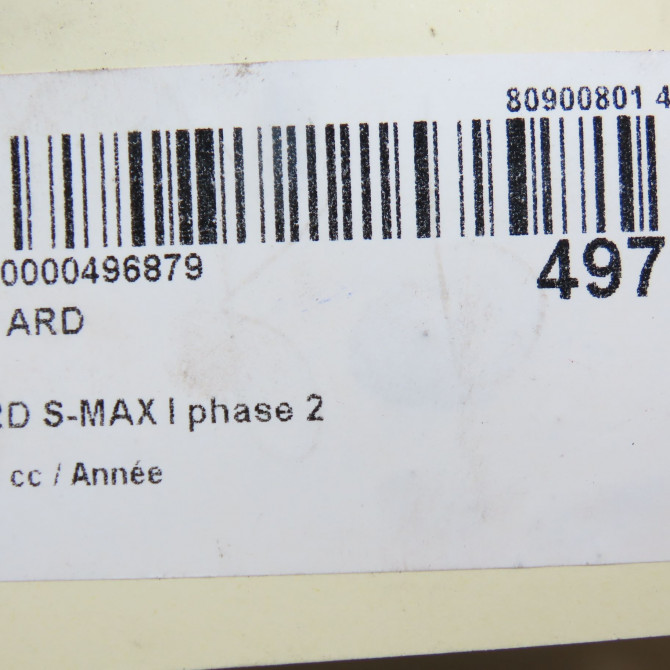 80900801 4
0000496879
497
ARD
RD S-MAX I phase 2
cc / Année